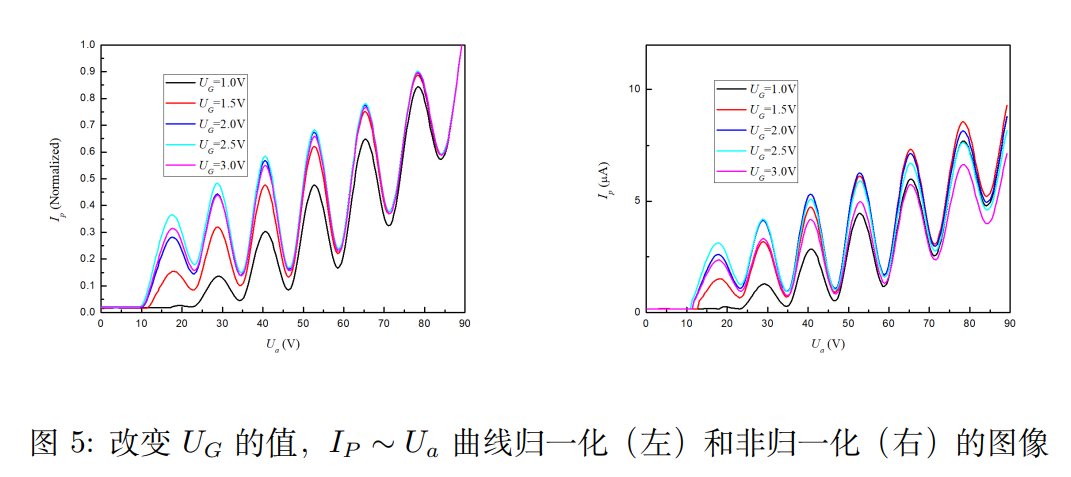 1.0
0.9
0.8
0.7
0.6
0.5
0.4
0.3
0.2
0.1
0.0
I_P (Normalized)
U_G=1.0V
U_G=1.5V
U_G=2.0V
U_G=2.5V
U_G=3.0V
0 10 20 30 40 50 60 70 80 90
U_a (V)
10
5
0
I_P (μA)
U_G=1.0V
U_G=1.5V
U_G=2.0V
U_G=2.5V
U_G=3.0V
0 10 20 30 40 50 60 70 80 90
U_a (V)
图 5: 改变 U_G 的值，I_P ∼ U_a 曲线归一化（左）和非归一化（右）的图像